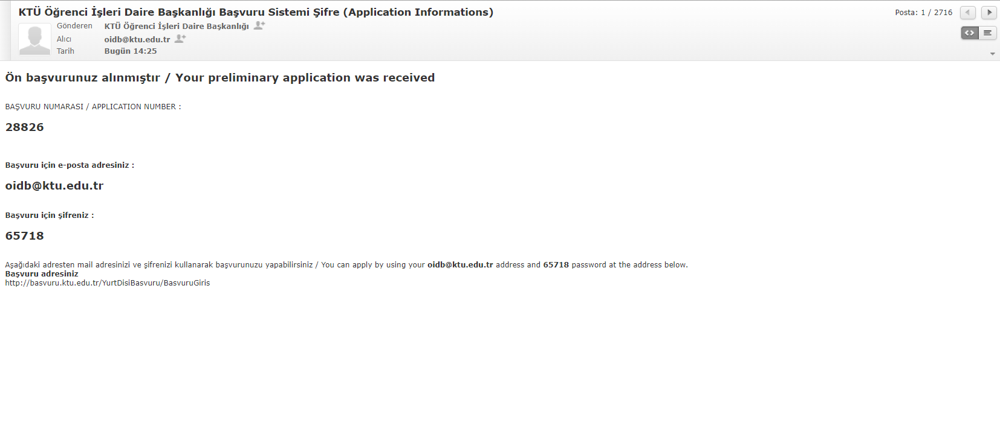 KTÜ Öğrenci İşleri Daire Başkanlığı Başvuru Sistemi Şifre (Application Informations)
Posta: 1 / 2716
Gönderen KTÜ Öğrenci İşleri Daire Başkanlığı
Alıcı oidb@ktu.edu.tr
Tarih Bugün 14:25
Ön başvurunuz alınmıştır / Your preliminary application was received
BAŞVURU NUMARASI / APPLICATION NUMBER :
28826
Başvuru için e-posta adresiniz :
oidb@ktu.edu.tr
Başvuru için şifreniz :
65718
Aşağıdaki adresten mail adresinizi ve şifrenizi kullanarak başvurunuzu yapabilirsiniz / You can apply by using your oidb@ktu.edu.tr address and 65718 password at the address below.
Başvuru adresiniz
http://basvuru.ktu.edu.tr/YurtDisiBasvuru/BasvuruGiris